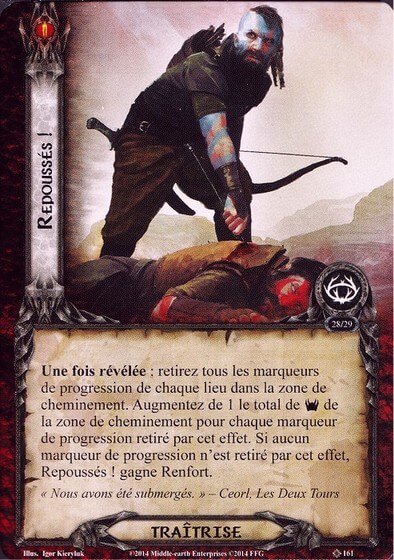 Repoussés !
28/29
Une fois révélée : retirez tous les marqueurs
de progression de chaque lieu dans la zone de
cheminement. Augmentez de 1 le total de
de
la zone de cheminement pour chaque marqueur
de progression retiré par cet effet. Si aucun
marqueur de progression n’est retiré par cet effet,
Repoussés ! gagne Renfort.
« Nous avons été submergés. » – Ceorl, Les Deux Tours
TRAÎTRISE
Illus. Igor Kieryluk ©2014 Middle-earth Enterprises ©2014 FFG 161